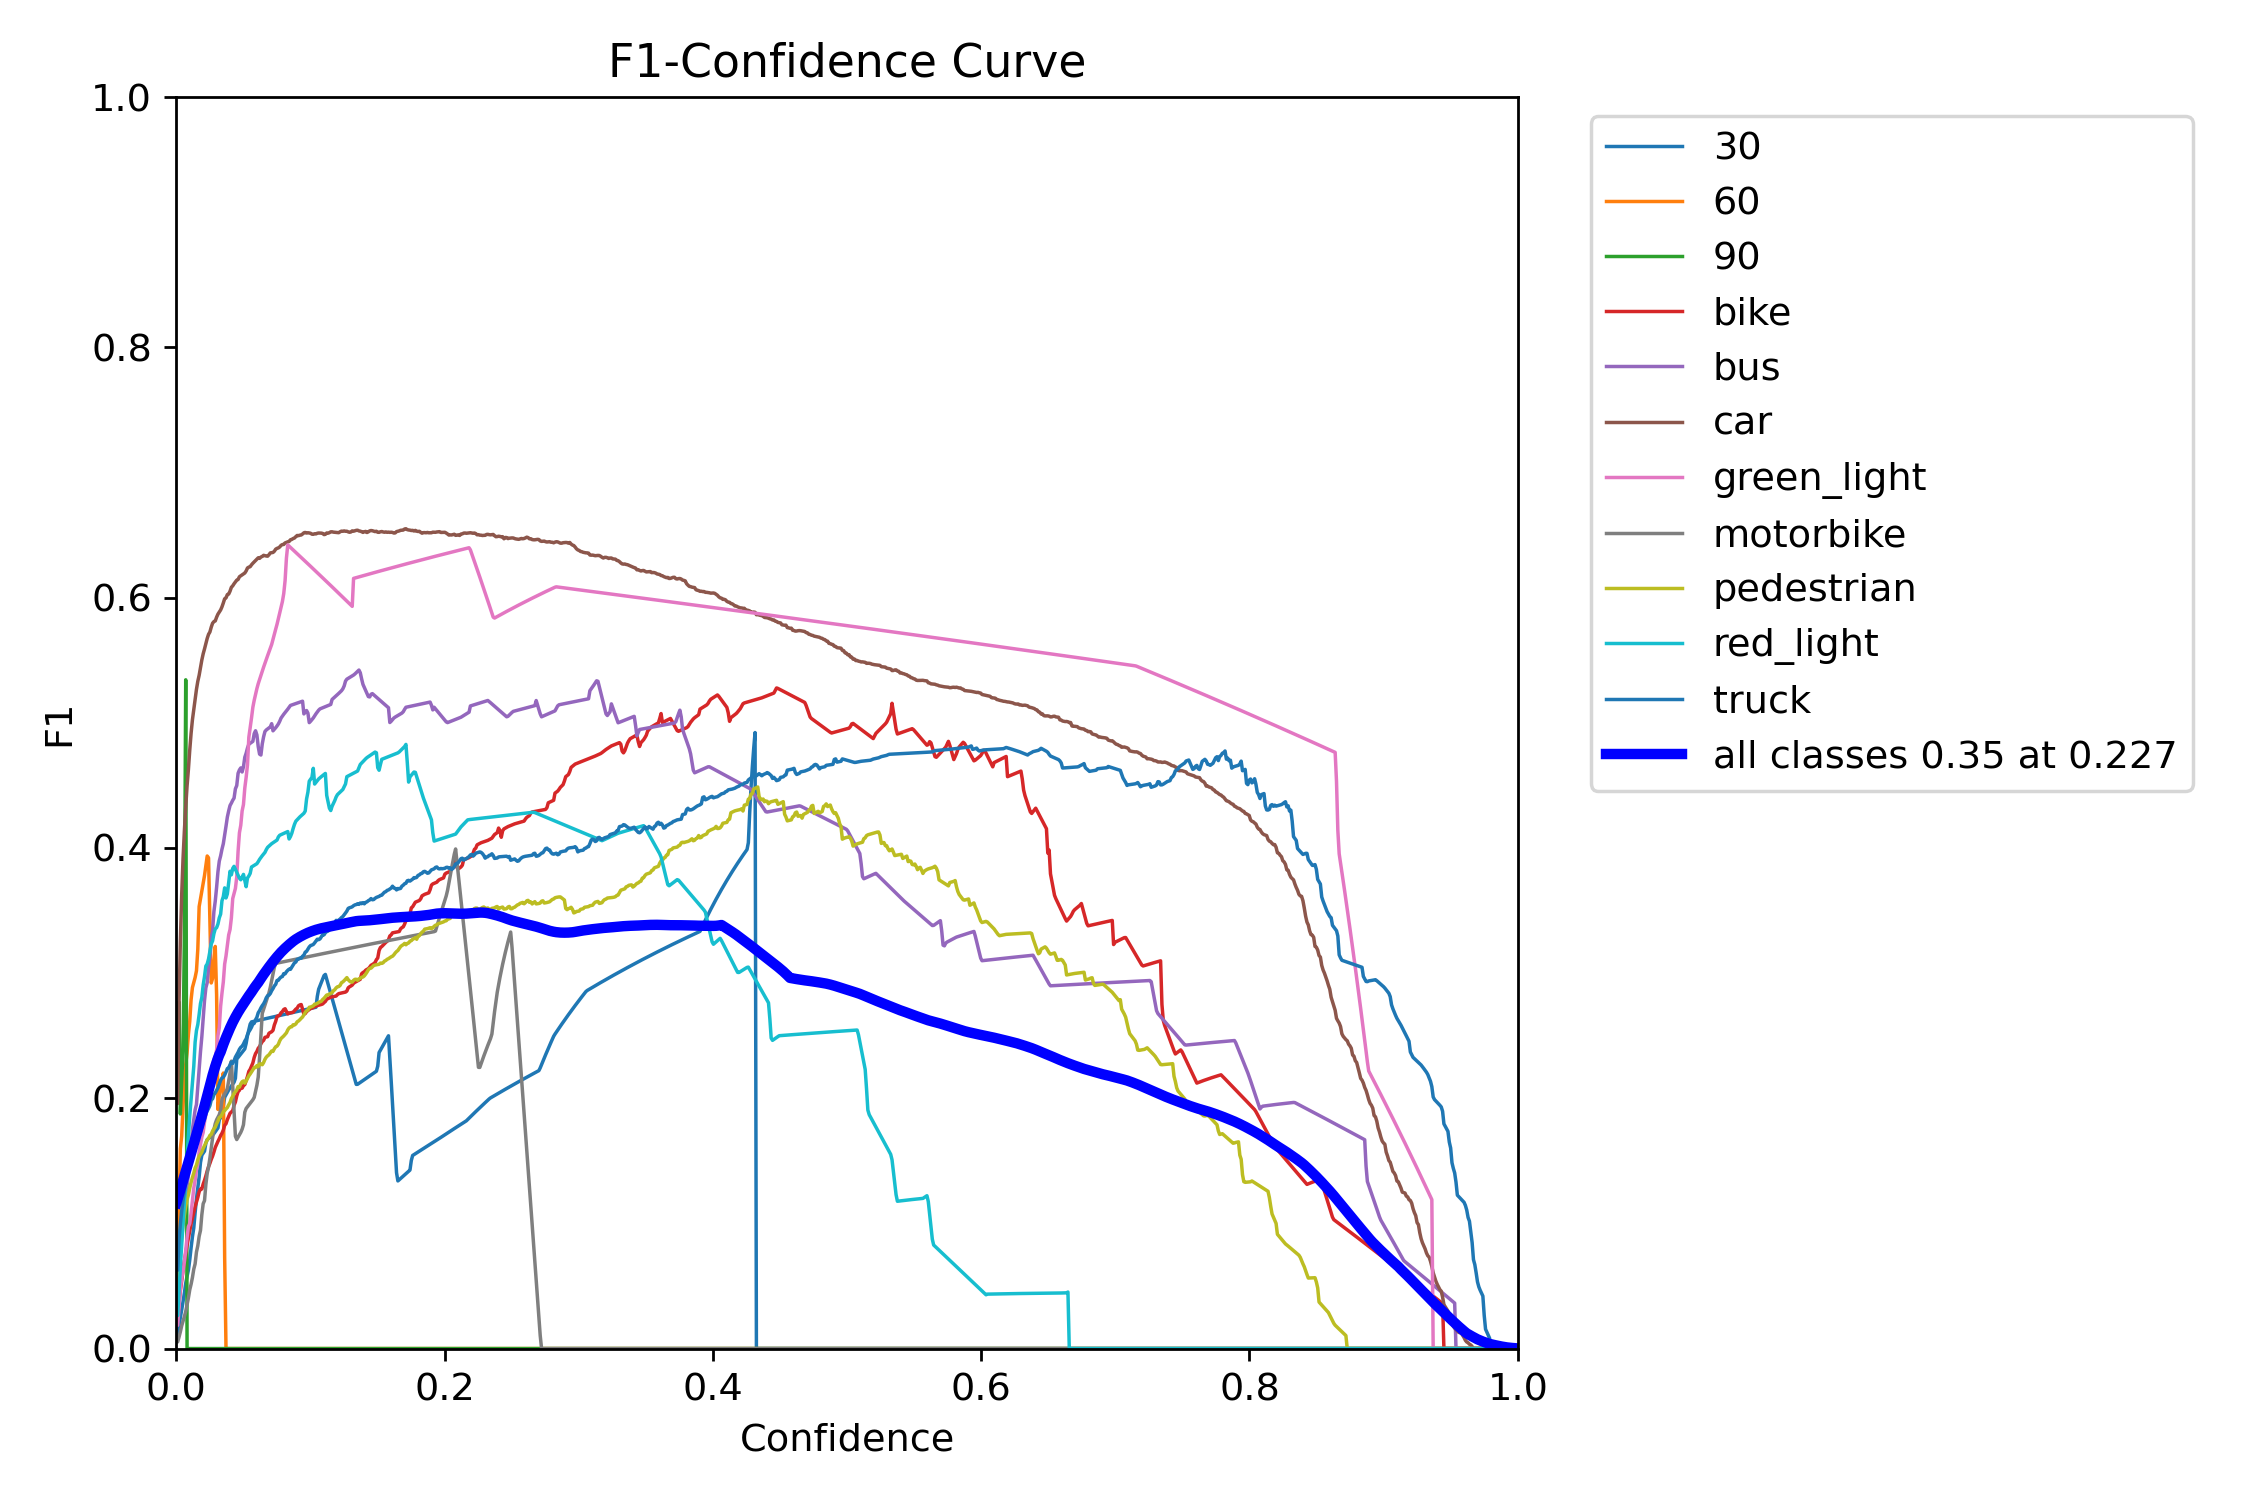 F1-Confidence Curve
1.0
0.8
0.6
0.4
0.2
0.0
F1
0.0 0.2 0.4 0.6 0.8 1.0
Confidence
30
60
90
bike
bus
car
green_light
motorbike
pedestrian
red_light
truck
all classes 0.35 at 0.227